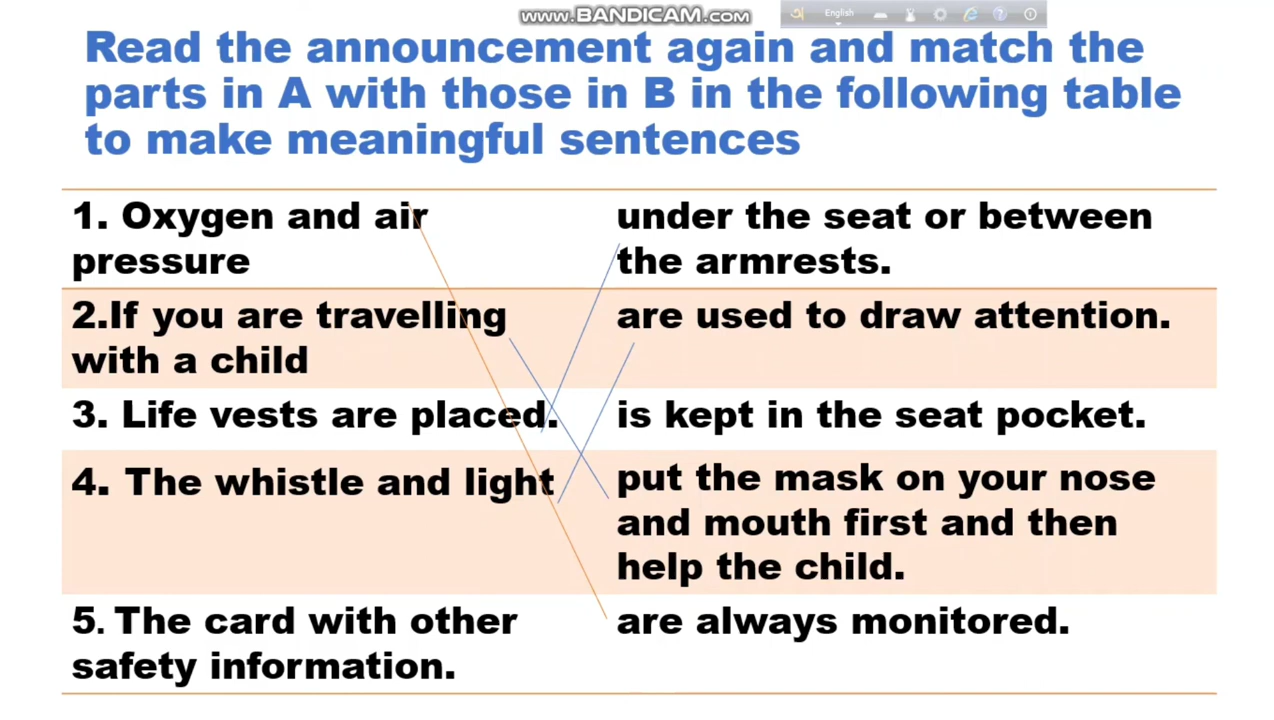 www.BANDICAM.com
English
Read the announcement again and match the
parts in A with those in B in the following table
to make meaningful sentences
1. Oxygen and air
pressure
under the seat or between
the armrests.
2.If you are travelling
with a child
are used to draw attention.
3. Life vests are placed.
is kept in the seat pocket.
4. The whistle and light
put the mask on your nose
and mouth first and then
help the child.
5. The card with other
safety information.
are always monitored.